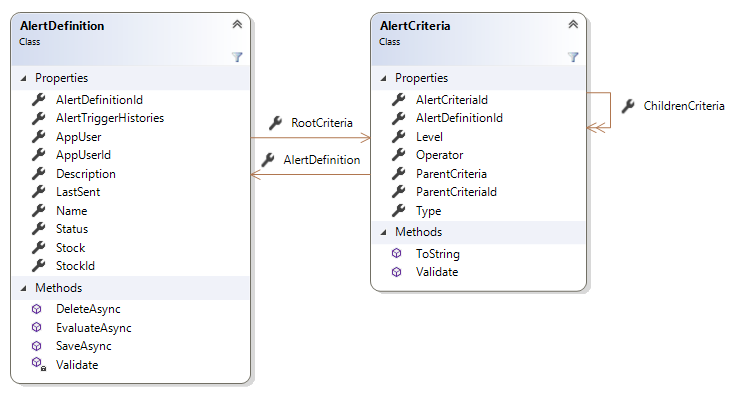 AlertDefinition
Class
Properties
AlertDefinitionId
AlertTriggerHistories
AppUser
AppUserId
Description
LastSent
Name
Status
Stock
StockId
Methods
DeleteAsync
EvaluateAsync
SaveAsync
Validate
RootCriteria
AlertDefinition
AlertCriteria
Class
Properties
AlertCriteriaId
AlertDefinitionId
Level
Operator
ParentCriteria
ParentCriteriaId
Type
Methods
ToString
Validate
ChildrenCriteria